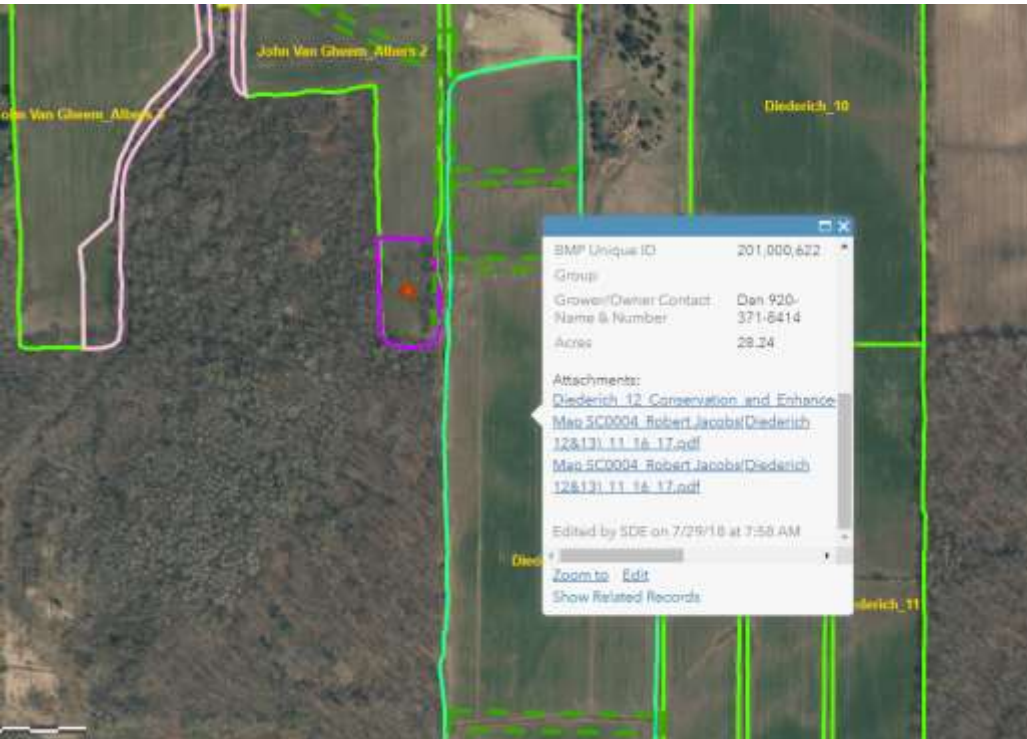 John Van Gheem_Albers 2
Van Gheem_Albers
Diederich_10
BMP Unique ID 201,000,622
Group
Grower/Owner Contact Dan 920-
Name & Number 371-8414
Acres 28.24
Attachments:
Diederich_12_Conservation_and_Enhance
Map SC0004_Robert Jacobs(Diederich
12&13)_11_16_17.pdf
Map SC0004_Robert Jacobs(Diederich
12&13)_11_16_17.pdf
Edited by SDE on 7/29/18 at 7:58 AM
Zoom to Edit
Show Related Records